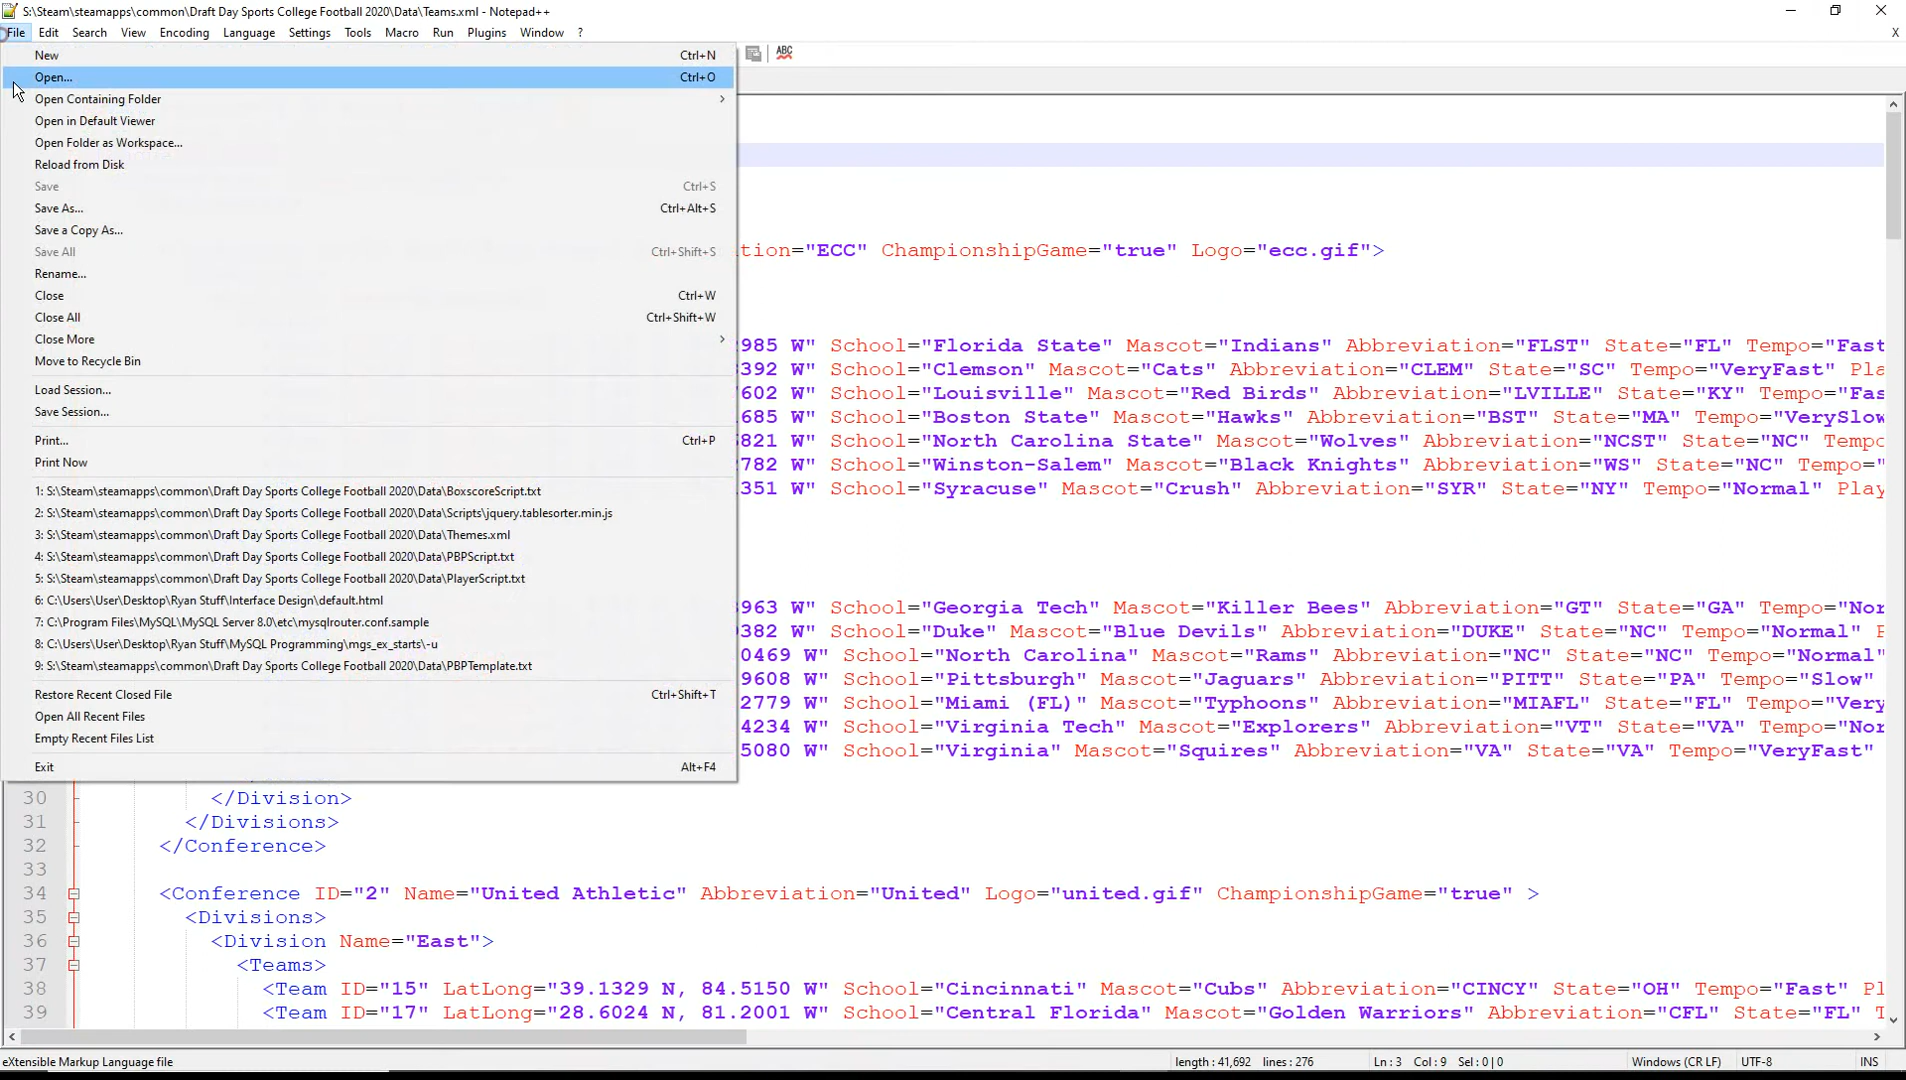 S:\Steam\steamapps\common\Draft Day Sports College Football 2020\Data\Teams.xml - Notepad++
File Edit Search View Encoding Language Settings Tools Macro Run Plugins Window ? X
New Ctrl+N
ABC
Open... Ctrl+O
Open Containing Folder
Open in Default Viewer
Open Folder as Workspace...
Reload from Disk
Save Ctrl+S
Save As... Ctrl+Alt+S
Save a Copy As...
Save All Ctrl+Shift+S
Rename...
Close Ctrl+W
Close All Ctrl+Shift+W
Close More
Move to Recycle Bin
Load Session...
Save Session...
Print... Ctrl+P
Print Now
1: S:\Steam\steamapps\common\Draft Day Sports College Football 2020\Data\BoxscoreScript.txt
2: S:\Steam\steamapps\common\Draft Day Sports College Football 2020\Data\Scripts\jquery.tablesorter.min.js
3: S:\Steam\steamapps\common\Draft Day Sports College Football 2020\Data\Themes.xml
4: S:\Steam\steamapps\common\Draft Day Sports College Football 2020\Data\PBPScript.txt
5: S:\Steam\steamapps\common\Draft Day Sports College Football 2020\Data\PlayerScript.txt
6: C:\Users\User\Desktop\Ryan Stuff\Interface Design\default.html
7: C:\Program Files\MySQL\MySQL Server 8.0\etc\mysqlrouter.conf.sample
8: C:\Users\User\Desktop\Ryan Stuff\MySQL Programming\mgs_ex_starts\-u
9: S:\Steam\steamapps\common\Draft Day Sports College Football 2020\Data\PBPTemplate.txt
Restore Recent Closed File Ctrl+Shift+T
Open All Recent Files
Empty Recent Files List
Exit Alt+F4
tion="ECC" ChampionshipGame="true" Logo="ecc.gif">
985 W" School="Florida State" Mascot="Indians" Abbreviation="FLST" State="FL" Tempo="Fast
392 W" School="Clemson" Mascot="Cats" Abbreviation="CLEM" State="SC" Tempo="VeryFast" Pla
602 W" School="Louisville" Mascot="Red Birds" Abbreviation="LVILLE" State="KY" Tempo="Fas
685 W" School="Boston State" Mascot="Hawks" Abbreviation="BST" State="MA" Tempo="VerySlow
821 W" School="North Carolina State" Mascot="Wolves" Abbreviation="NCST" State="NC" Tempo
782 W" School="Winston-Salem" Mascot="Black Knights" Abbreviation="WS" State="NC" Tempo="
351 W" School="Syracuse" Mascot="Crush" Abbreviation="SYR" State="NY" Tempo="Normal" Play
963 W" School="Georgia Tech" Mascot="Killer Bees" Abbreviation="GT" State="GA" Tempo="Nor
382 W" School="Duke" Mascot="Blue Devils" Abbreviation="DUKE" State="NC" Tempo="Normal" P
0469 W" School="North Carolina" Mascot="Rams" Abbreviation="NC" State="NC" Tempo="Normal"
9608 W" School="Pittsburgh" Mascot="Jaguars" Abbreviation="PITT" State="PA" Tempo="Slow"
2779 W" School="Miami (FL)" Mascot="Typhoons" Abbreviation="MIAFL" State="FL" Tempo="Very
4234 W" School="Virginia Tech" Mascot="Explorers" Abbreviation="VT" State="VA" Tempo="Nor
5080 W" School="Virginia" Mascot="Squires" Abbreviation="VA" State="VA" Tempo="VeryFast"
30 </Division>
31 </Divisions>
32 </Conference>
33
34 <Conference ID="2" Name="United Athletic" Abbreviation="United" Logo="united.gif" ChampionshipGame="true" >
35 <Divisions>
36 <Division Name="East">
37 <Teams>
38 <Team ID="15" LatLong="39.1329 N, 84.5150 W" School="Cincinnati" Mascot="Cubs" Abbreviation="CINCY" State="OH" Tempo="Fast" Pl
39 <Team ID="17" LatLong="28.6024 N, 81.2001 W" School="Central Florida" Mascot="Golden Warriors" Abbreviation="CFL" State="FL" T
eXtensible Markup Language file length : 41,692 lines : 276 Ln : 3 Col : 9 Sel : 0 | 0 Windows (CR LF) UTF-8 INS